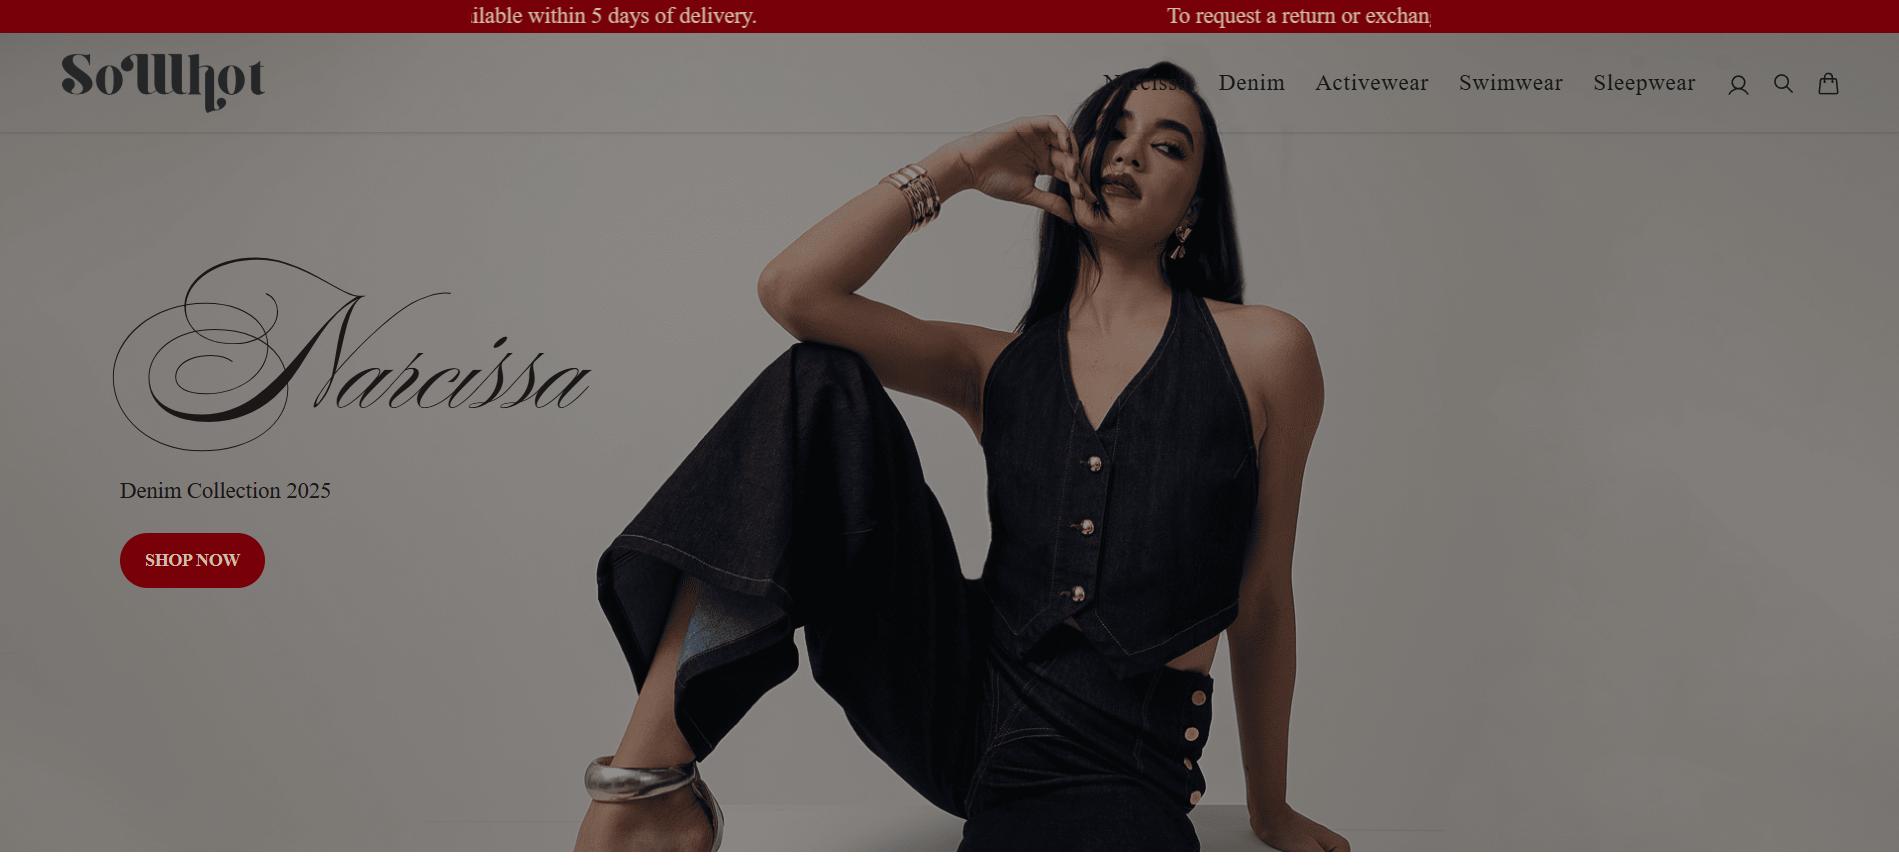 ilable within 5 days of delivery. To request a return or exchan
SoWhot
Narcissa Denim Activewear Swimwear Sleepwear
Narcissa
Denim Collection 2025
SHOP NOW